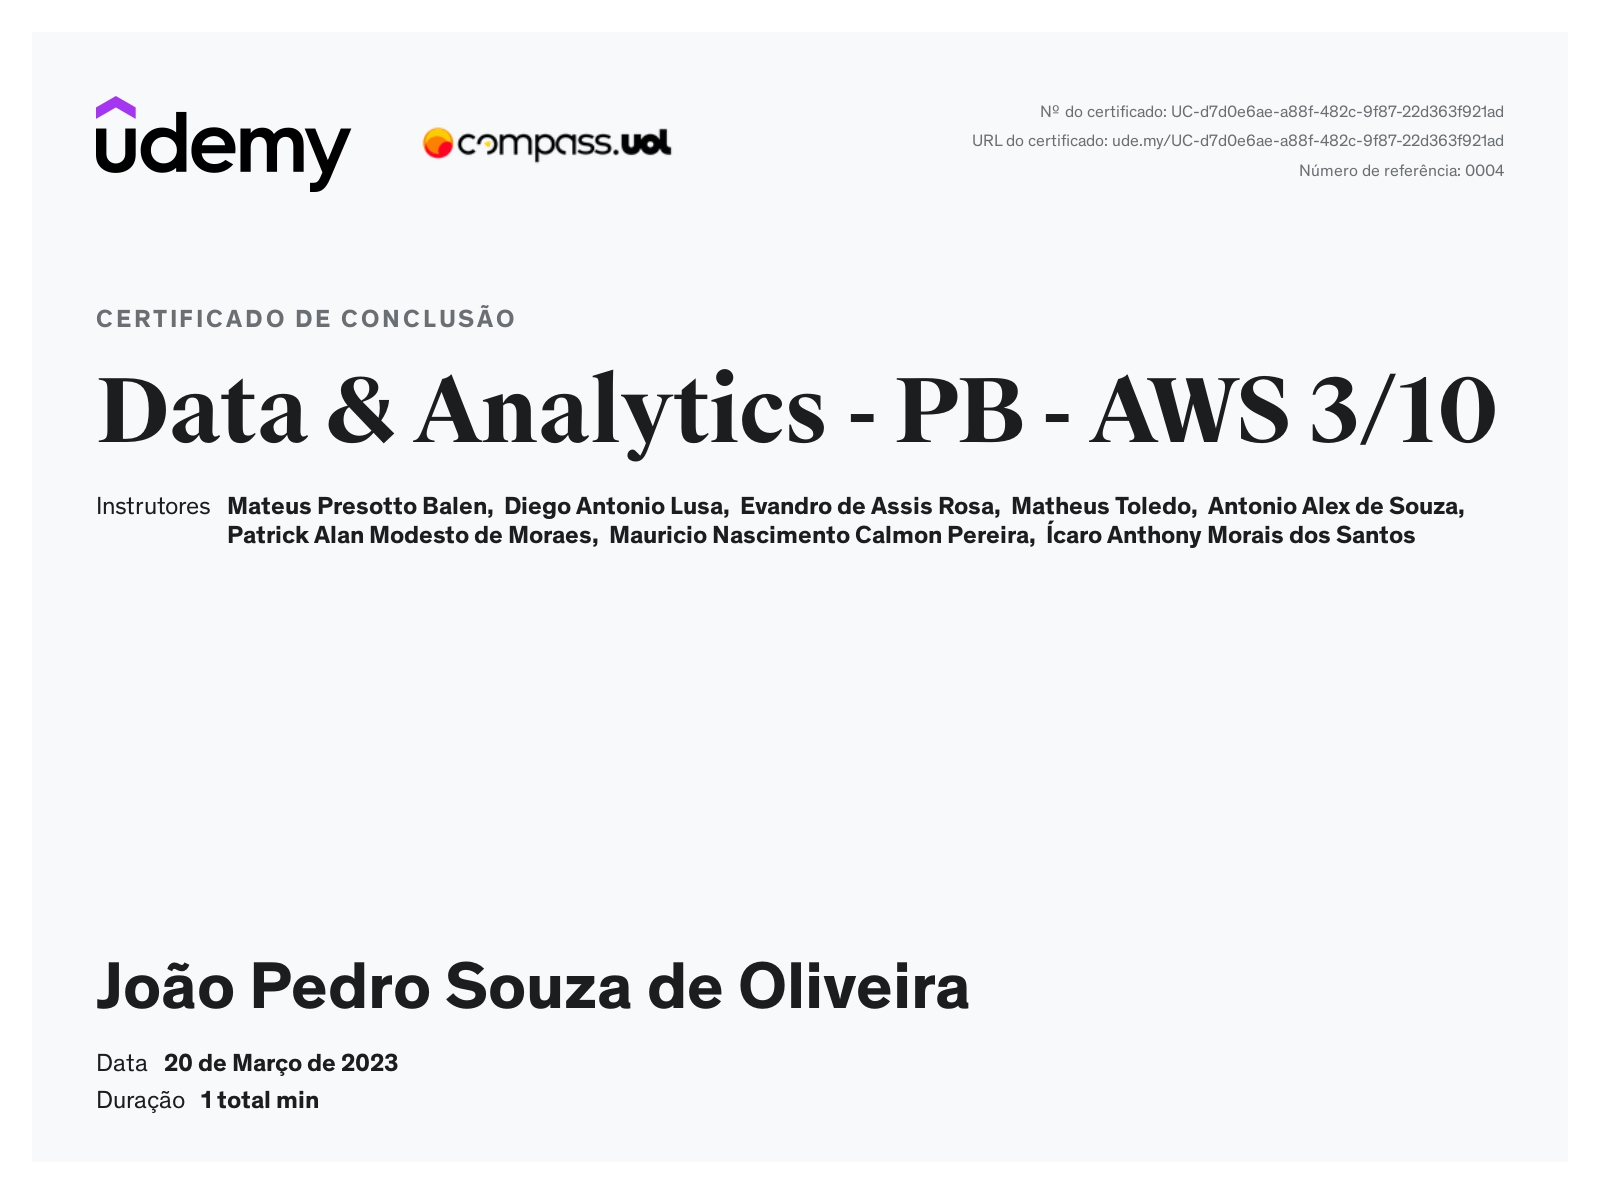 udemy
compass.uol
Nº do certificado: UC-d7d0e6ae-a88f-482c-9f87-22d363f921ad
URL do certificado: ude.my/UC-d7d0e6ae-a88f-482c-9f87-22d363f921ad
Número de referência: 0004
CERTIFICADO DE CONCLUSÃO
Data & Analytics - PB - AWS 3/10
Instrutores Mateus Presotto Balen, Diego Antonio Lusa, Evandro de Assis Rosa, Matheus Toledo, Antonio Alex de Souza,
Patrick Alan Modesto de Moraes, Mauricio Nascimento Calmon Pereira, Ícaro Anthony Morais dos Santos
João Pedro Souza de Oliveira
Data 20 de Março de 2023
Duração 1 total min